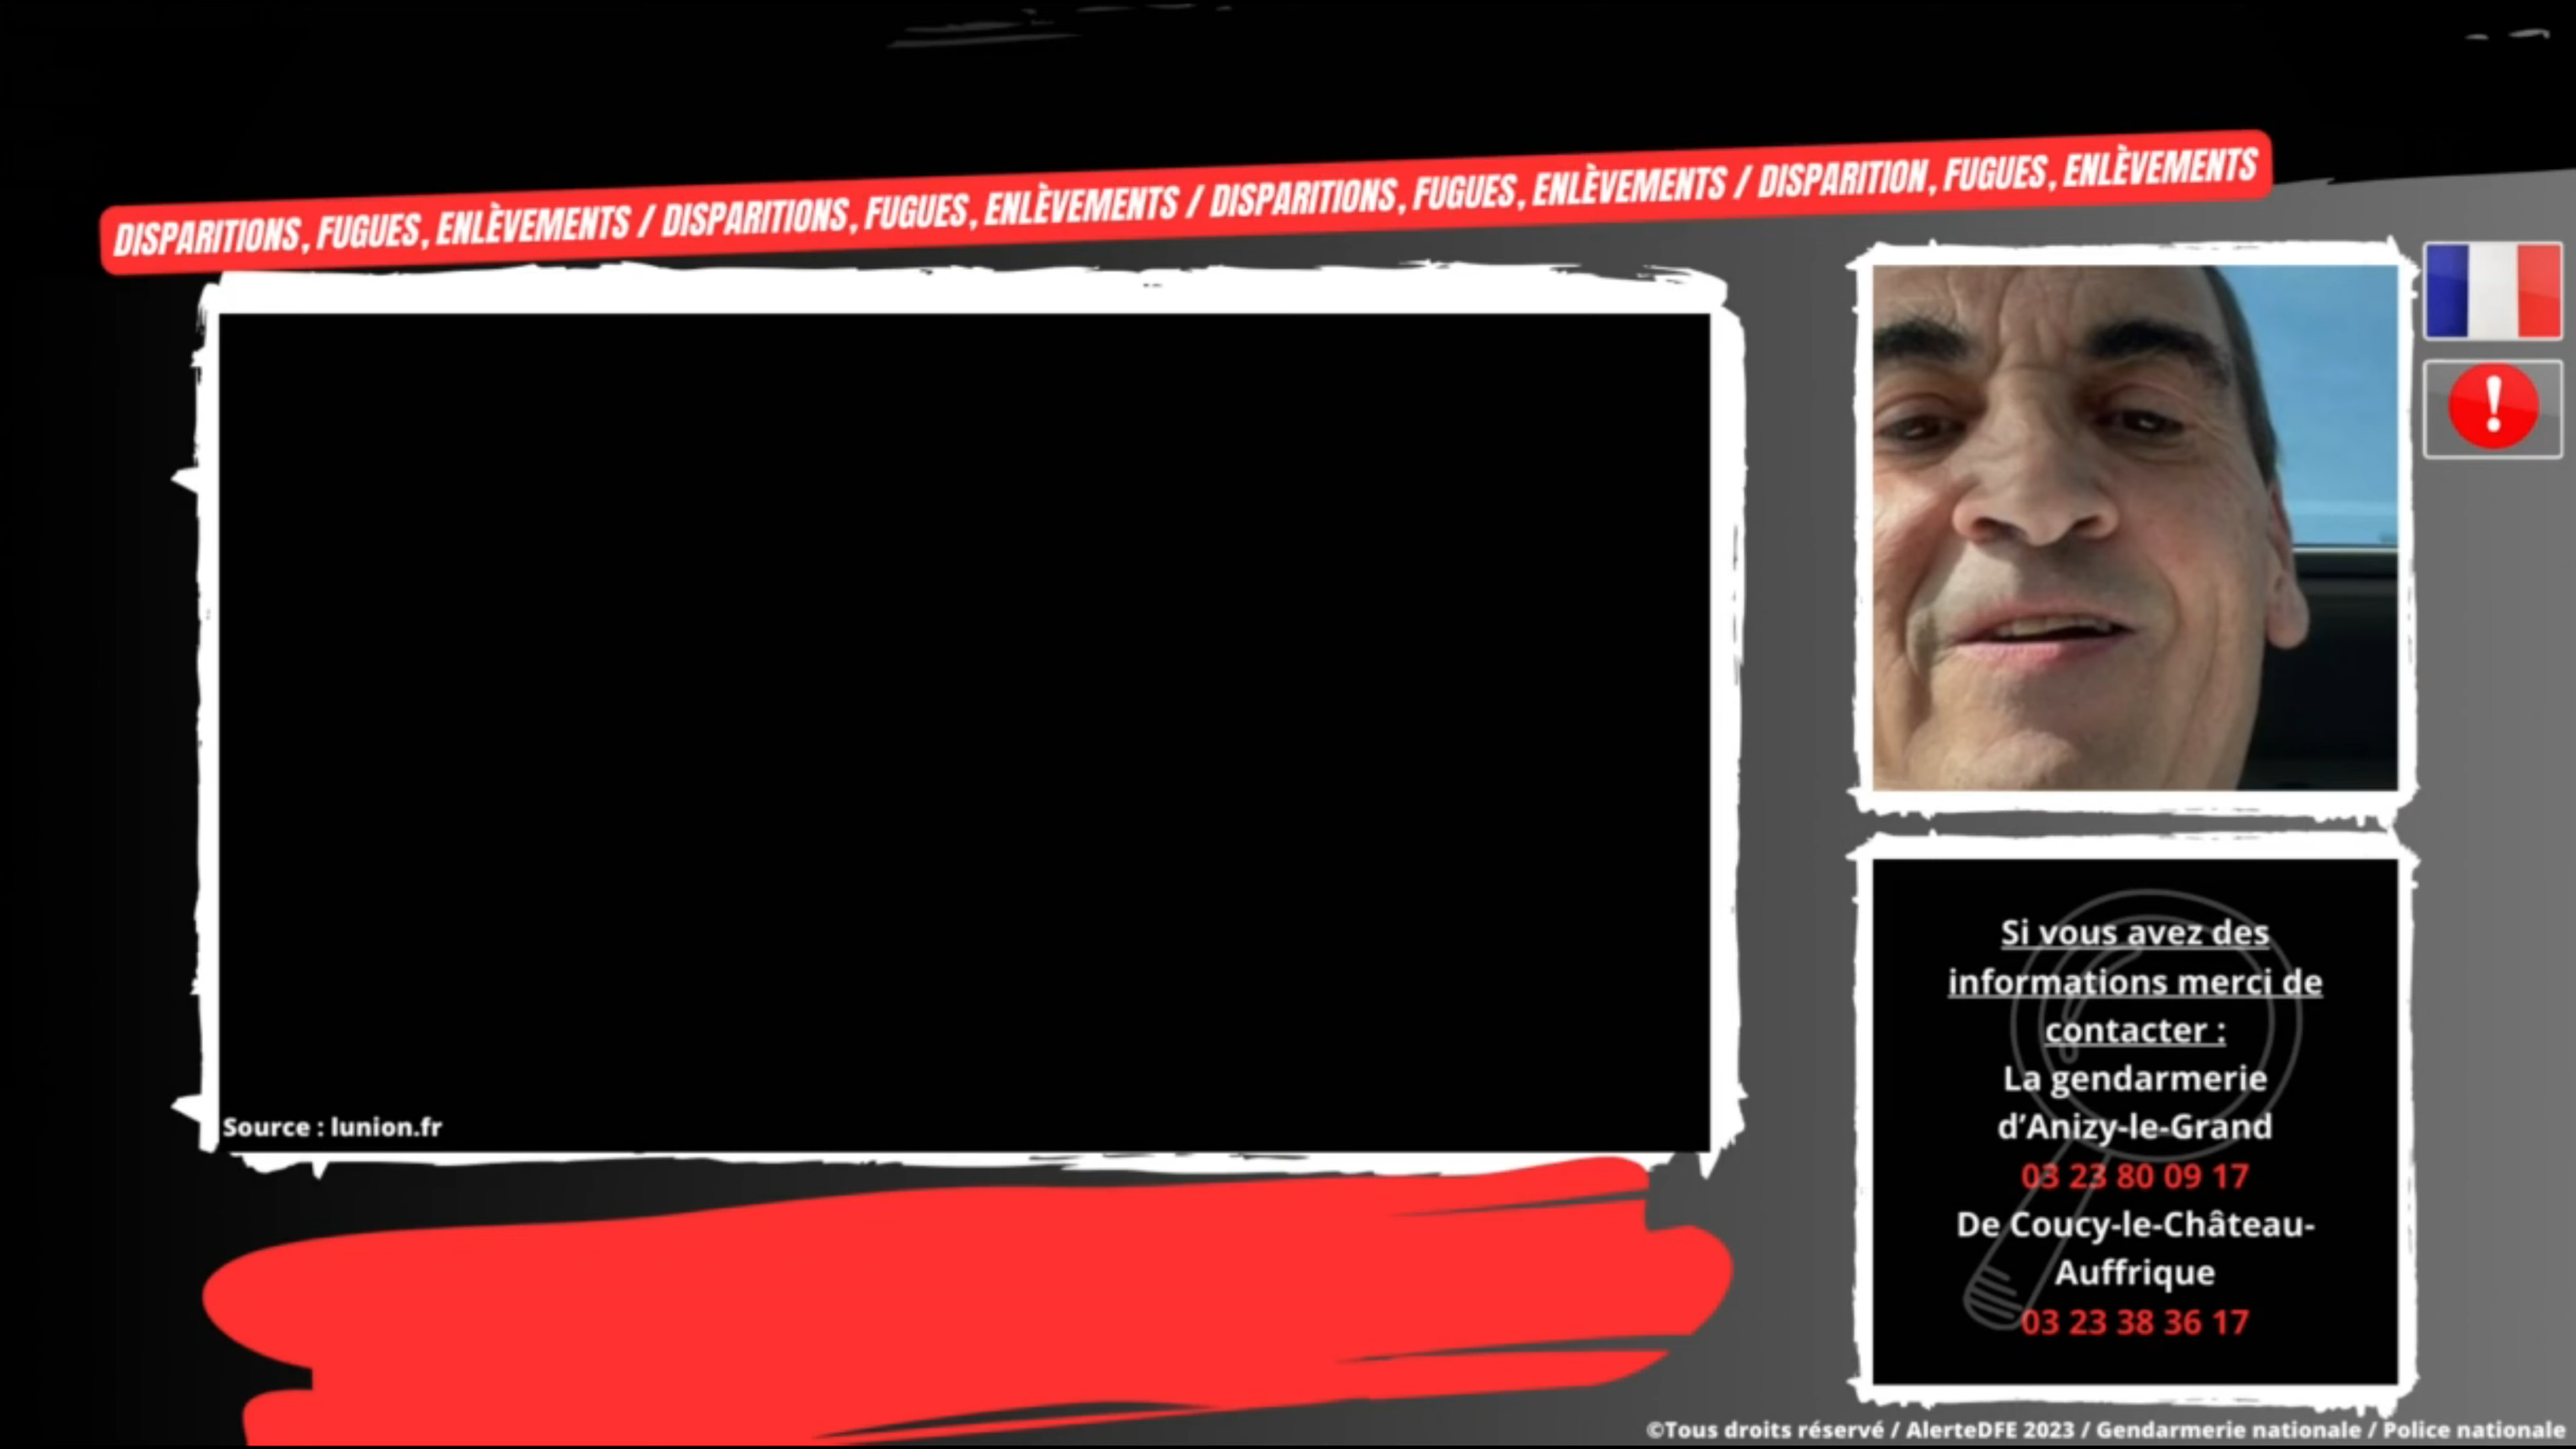 DISPARITIONS, FUGUES, ENLÈVEMENTS / DISPARITIONS, FUGUES, ENLÈVEMENTS / DISPARITIONS, FUGUES, ENLÈVEMENTS / DISPARITION, FUGUES, ENLÈVEMENTS
Source : lunion.fr
Si vous avez des
informations merci de
contacter :
La gendarmerie
d’Anizy-le-Grand
03 23 80 09 17
De Coucy-le-Château-
Auffrique
03 23 38 36 17
©Tous droits réservé / AlerteDFE 2023 / Gendarmerie nationale / Police nationale